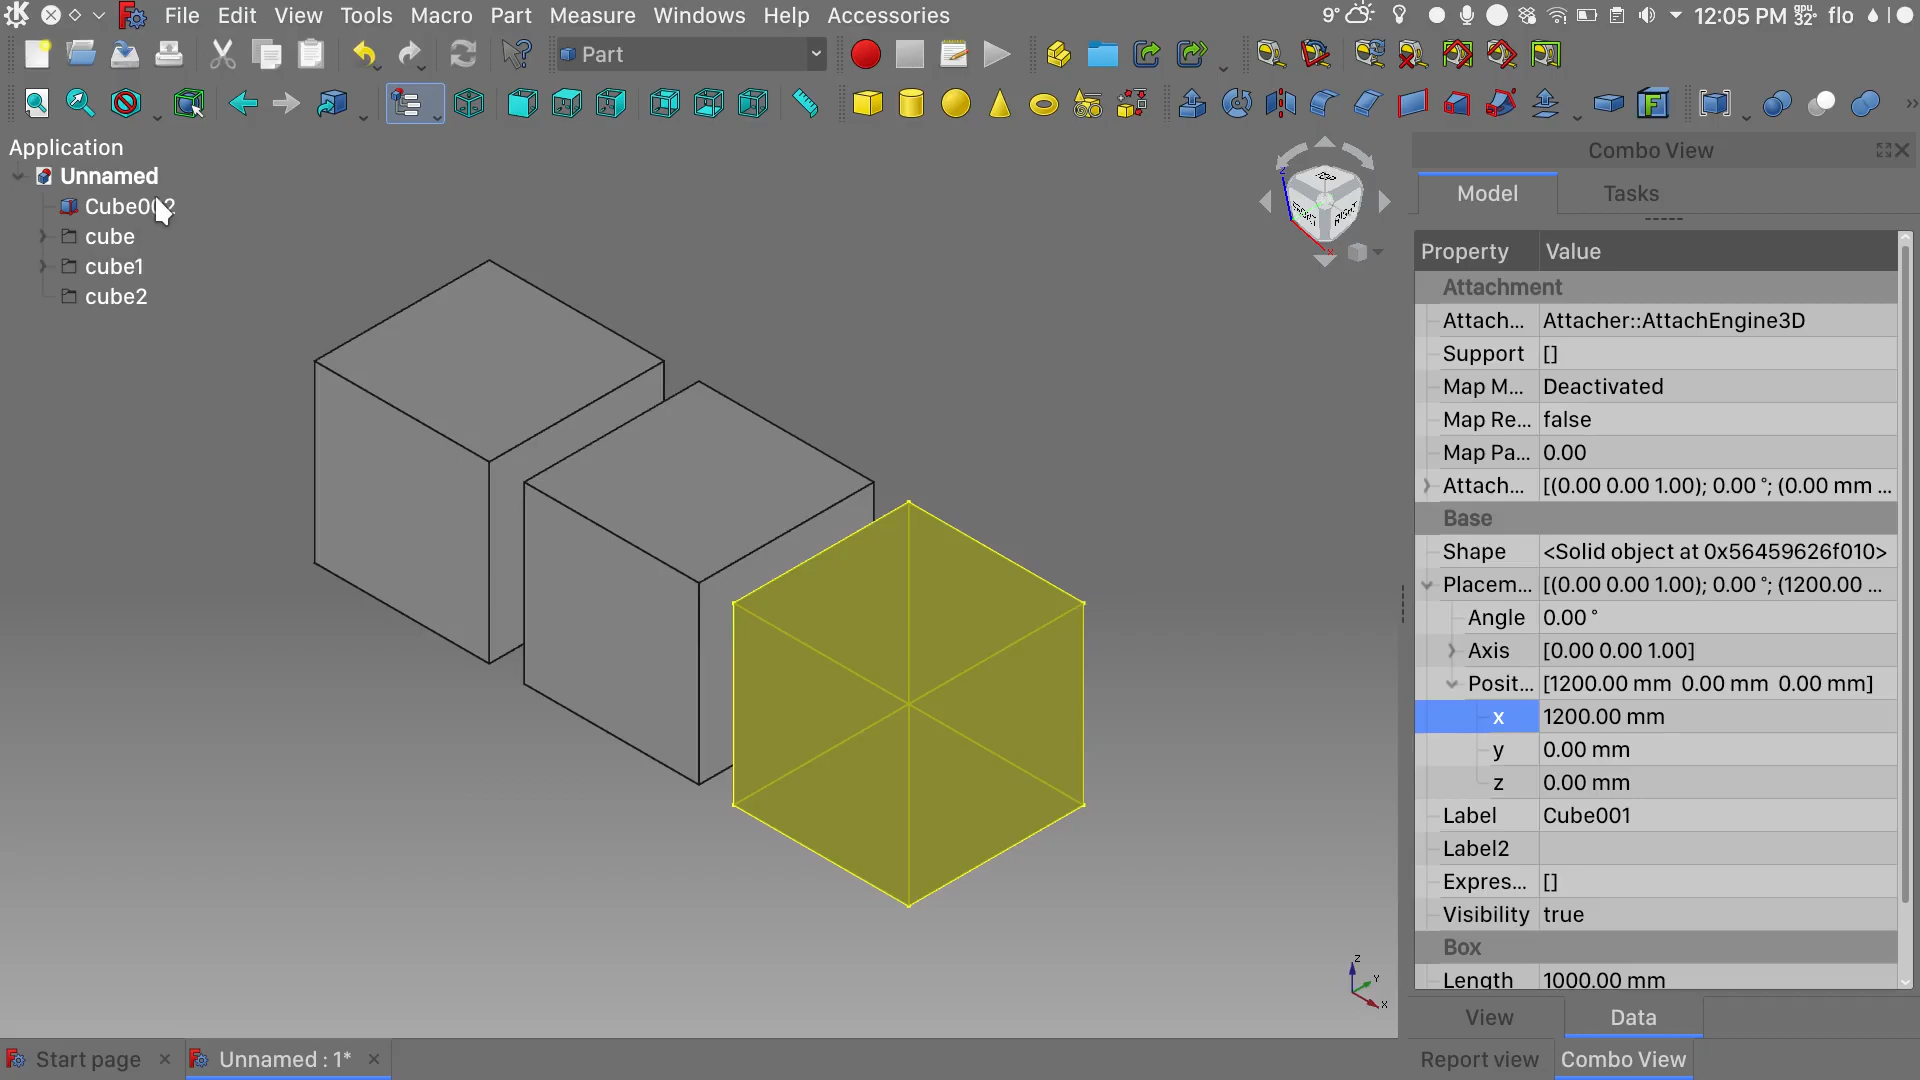 File Edit View Tools Macro Part Measure Windows Help Accessories 9° 12:05 PM gpu 32° flo
Part
Application
Unnamed
Cube002
cube
cube1
cube2
Combo View
Model Tasks
Property Value
Attachment
Attach... Attacher::AttachEngine3D
Support []
Map M... Deactivated
Map Re... false
Map Pa... 0.00
Attach... [(0.00 0.00 1.00); 0.00 °; (0.00 mm ...
Base
Shape <Solid object at 0x56459626f010>
Placem... [(0.00 0.00 1.00); 0.00 °; (1200.00 ...
Angle 0.00 °
Axis [0.00 0.00 1.00]
Posit... [1200.00 mm 0.00 mm 0.00 mm]
x 1200.00 mm
y 0.00 mm
z 0.00 mm
Label Cube001
Label2
Expres... []
Visibility true
Box
Length 1000.00 mm
Z
Y
X
View Data
Start page Unnamed : 1* Report view Combo View